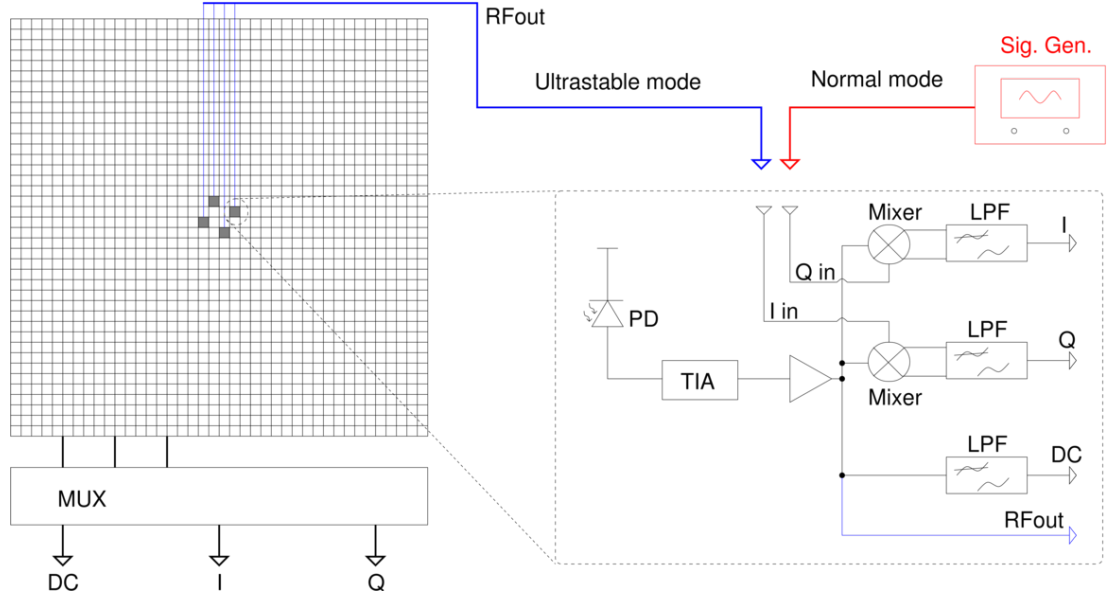 RFout
Sig. Gen.
Ultrastable mode
Normal mode
Mixer
LPF
I
Q in
I in
PD
LPF
Q
TIA
Mixer
LPF
DC
MUX
RFout
DC
I
Q